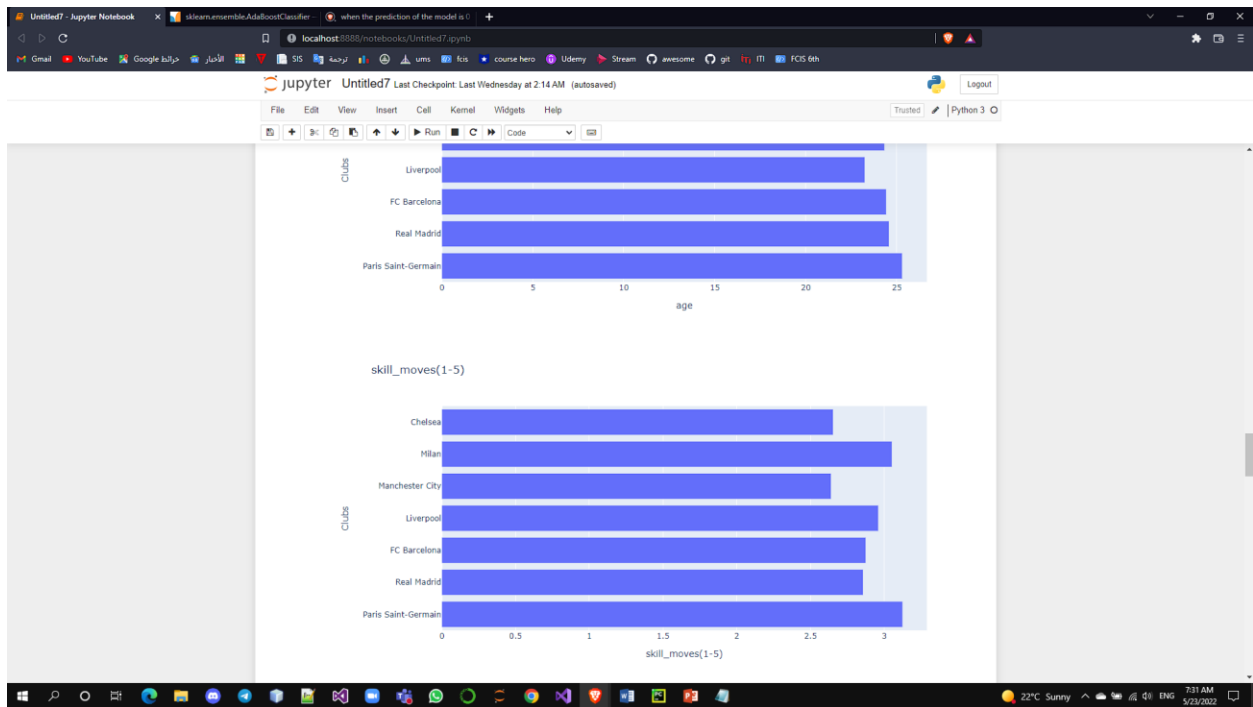 Untitled7 - Jupyter Notebook
sklearn.ensemble.AdaBoostClassifier –
when the prediction of the model is 0
localhost:8888/notebooks/Untitled7.ipynb
Gmail YouTube خرائط Google الأخبار SIS ترجمة ums fcis course hero Udemy Stream awesome git ITI FCIS 6th
jupyter Untitled7 Last Checkpoint: Last Wednesday at 2:14 AM (autosaved)
Logout
File Edit View Insert Cell Kernel Widgets Help
Trusted Python 3
Run Code
Clubs
Liverpool
FC Barcelona
Real Madrid
Paris Saint-Germain
0 5 10 15 20 25
age
skill_moves(1-5)
Chelsea
Milan
Manchester City
Clubs
Liverpool
FC Barcelona
Real Madrid
Paris Saint-Germain
0 0.5 1 1.5 2 2.5 3
skill_moves(1-5)
22°C Sunny ENG 7:31 AM
5/23/2022